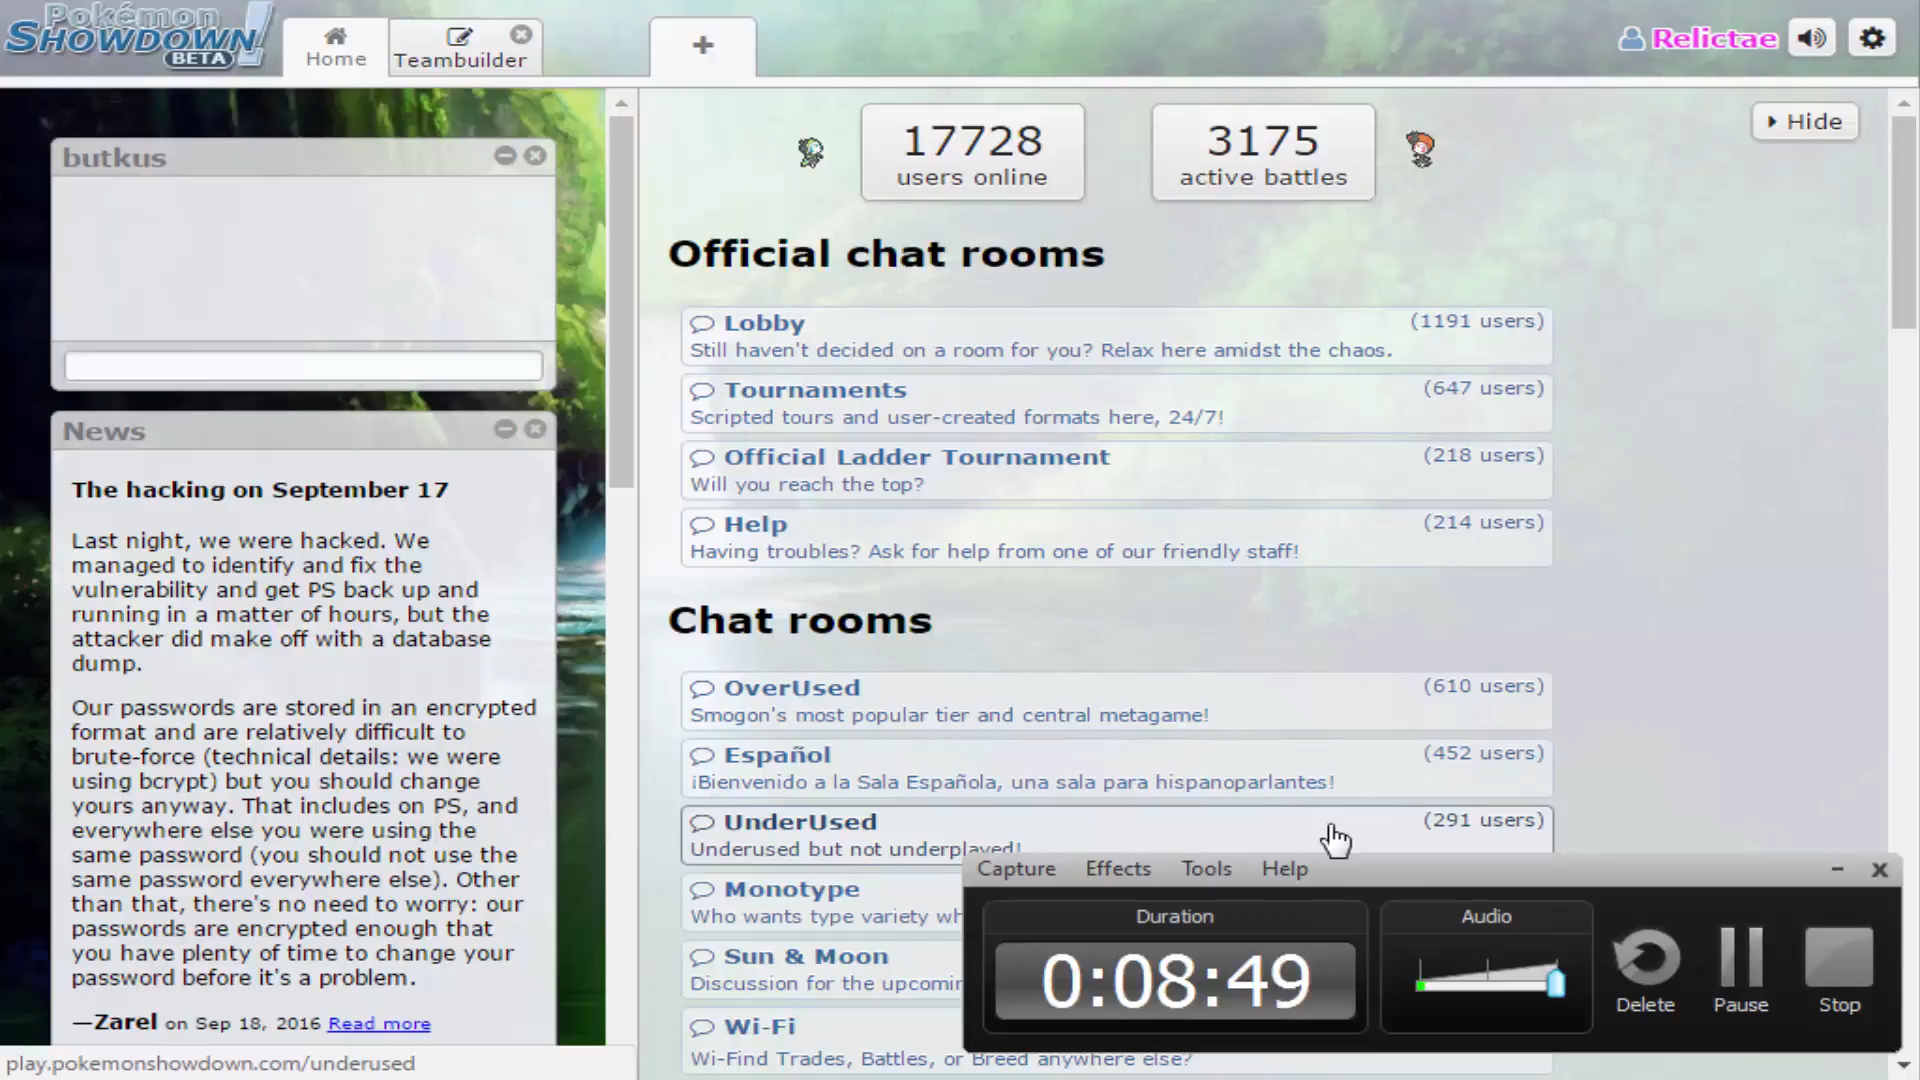 Pokémon
SHOWDOWN!
BETA
Home
Teambuilder
+
Relictae
butkus
News
The hacking on September 17
Last night, we were hacked. We
managed to identify and fix the
vulnerability and get PS back up and
running in a matter of hours, but the
attacker did make off with a database
dump.
Our passwords are stored in an encrypted
format and are relatively difficult to
brute-force (technical details: we were
using bcrypt) but you should change
yours anyway. That includes on PS, and
everywhere else you were using the
same password (you should not use the
same password everywhere else). Other
than that, there's no need to worry: our
passwords are encrypted enough that
you have plenty of time to change your
password before it's a problem.
—Zarel on Sep 18, 2016 Read more
play.pokemonshowdown.com/underused
17728
users online
3175
active battles
Hide
Official chat rooms
Lobby (1191 users)
Still haven't decided on a room for you? Relax here amidst the chaos.
Tournaments (647 users)
Scripted tours and user-created formats here, 24/7!
Official Ladder Tournament (218 users)
Will you reach the top?
Help (214 users)
Having troubles? Ask for help from one of our friendly staff!
Chat rooms
OverUsed (610 users)
Smogon's most popular tier and central metagame!
Español (452 users)
¡Bienvenido a la Sala Española, una sala para hispanoparlantes!
UnderUsed (291 users)
Underused but not underplayed!
Monotype
Who wants type variety wh
Sun & Moon
Discussion for the upcomin
Wi-Fi
Wi-Find Trades, Battles, or Breed anywhere else?
Capture Effects Tools Help
Duration
0:08:49
Audio
Delete
Pause
Stop